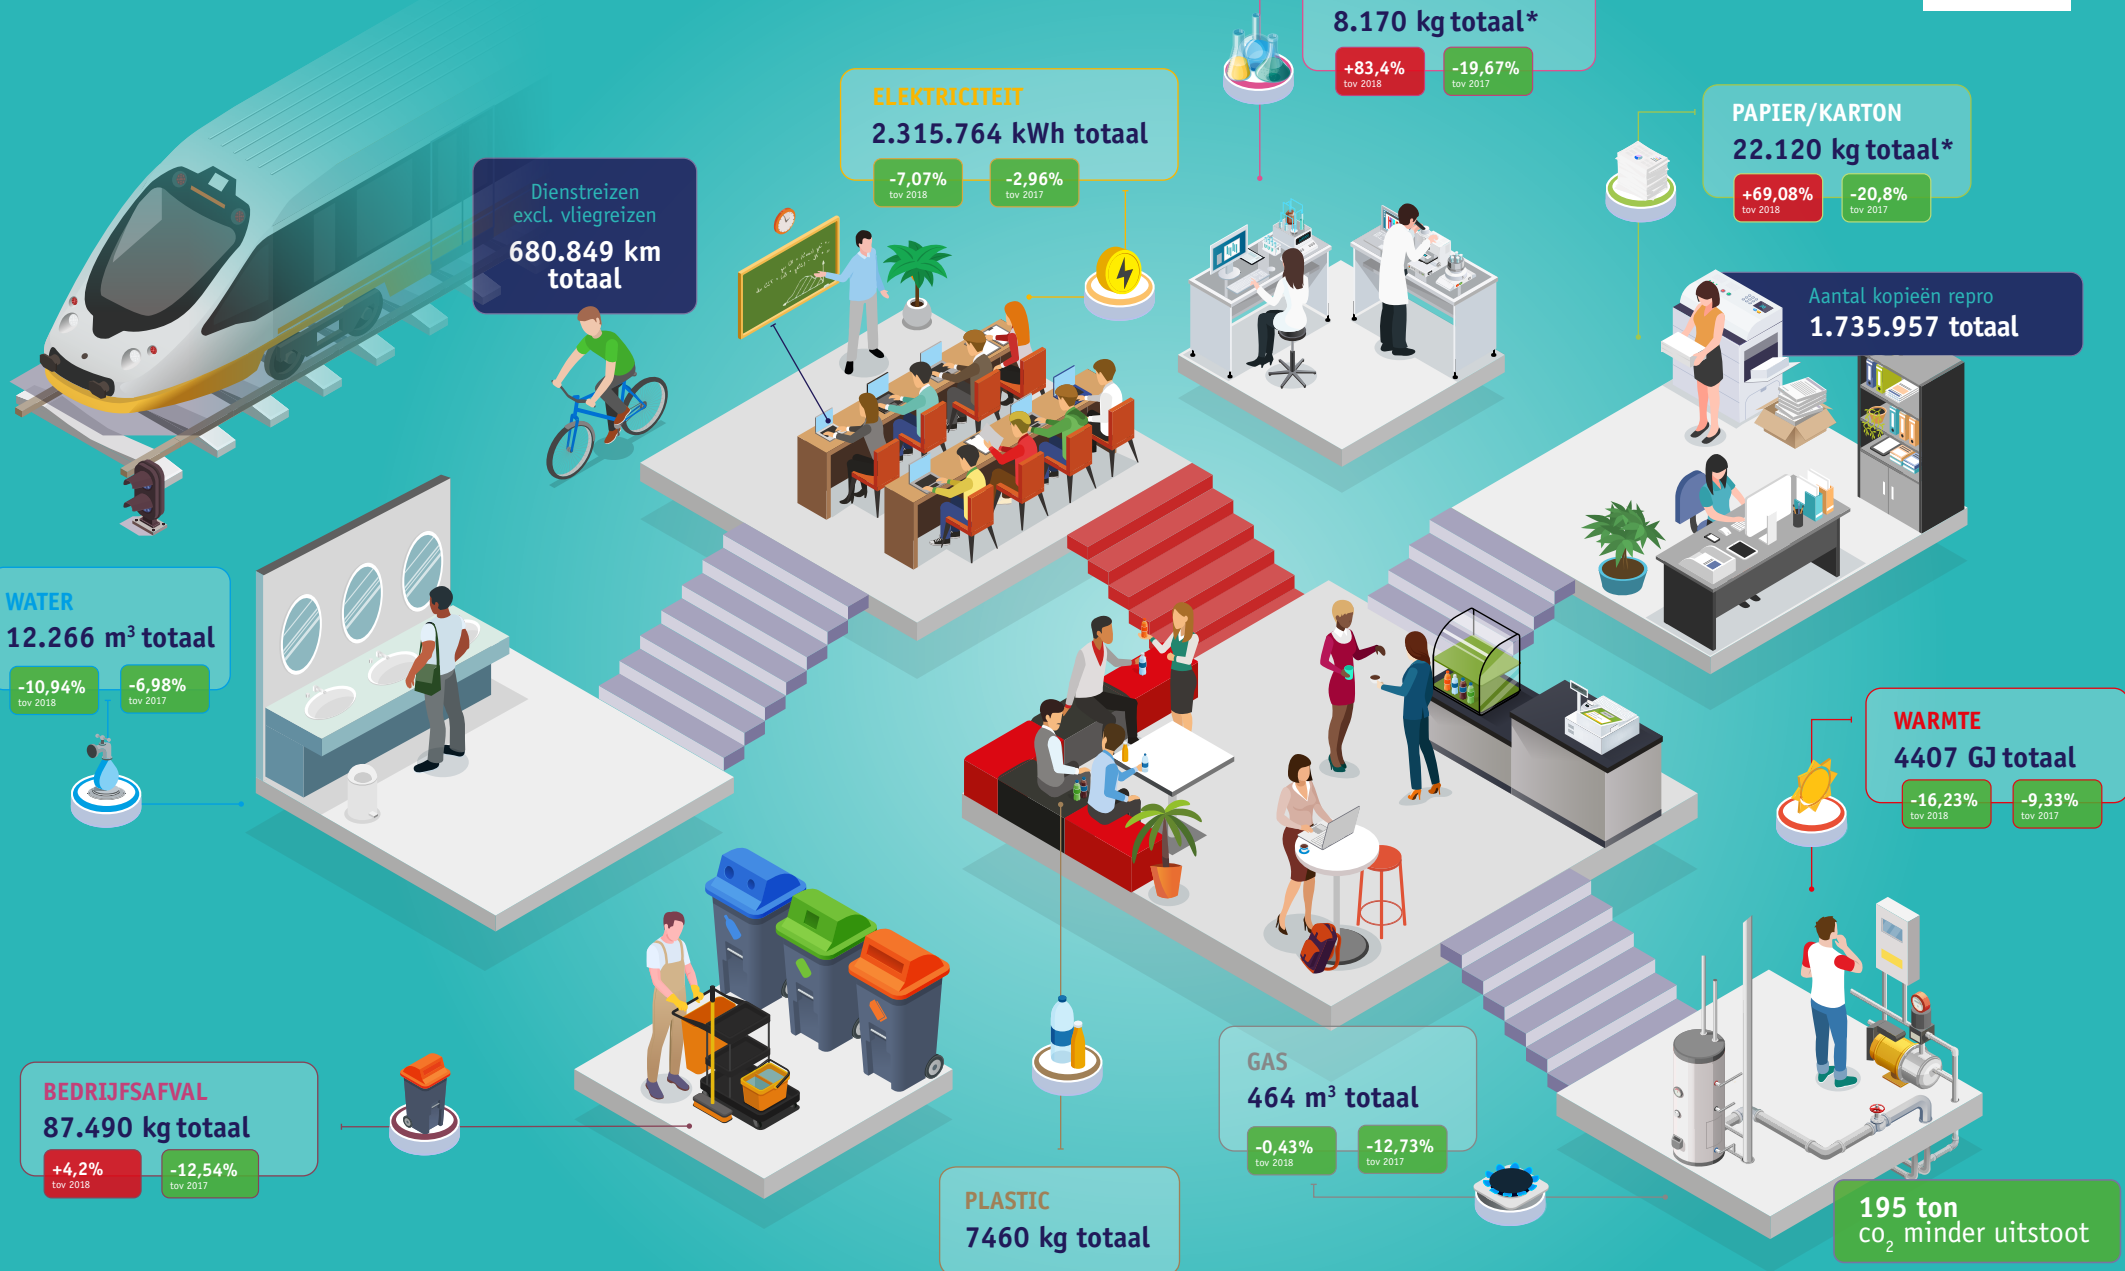 8.170 kg totaal*
+83,4%
tov 2018
-19,67%
tov 2017
ELEKTRICITEIT
2.315.764 kWh totaal
-7,07%
tov 2018
-2,96%
tov 2017
PAPIER/KARTON
22.120 kg totaal*
+69,08%
tov 2018
-20,8%
tov 2017
Dienstreizen
excl. vliegreizen
680.849 km
totaal
Aantal kopieën repro
1.735.957 totaal
WATER
12.266 m³ totaal
-10,94%
tov 2018
-6,98%
tov 2017
WARMTE
4407 GJ totaal
-16,23%
tov 2018
-9,33%
tov 2017
BEDRIJFSAFVAL
87.490 kg totaal
+4,2%
tov 2018
-12,54%
tov 2017
GAS
464 m³ totaal
-0,43%
tov 2018
-12,73%
tov 2017
PLASTIC
7460 kg totaal
195 ton
co₂ minder uitstoot